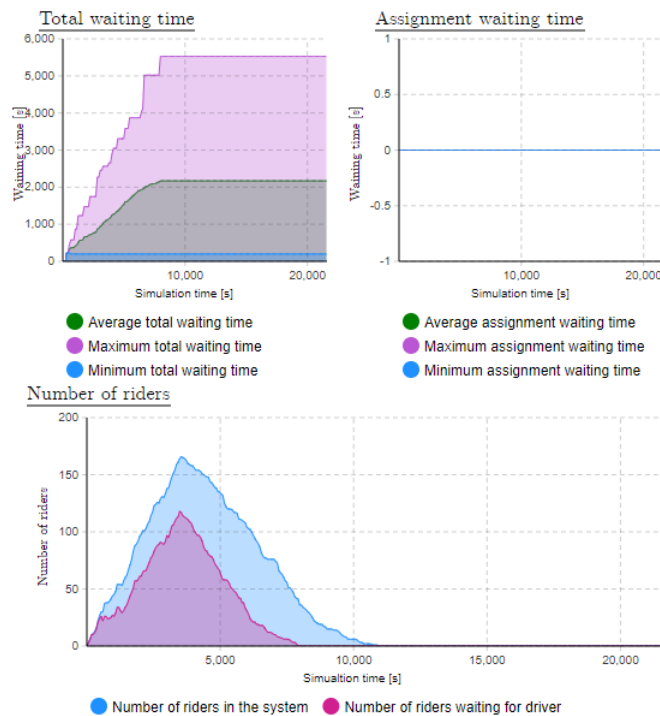 Total waiting time
Assignment waiting time
6,000
5,000
4,000
3,000
2,000
1,000
0
Waining time [s]
10,000
20,000
Simulation time [s]
1
0.5
0
-0.5
-1
Waining time [s]
10,000
20,000
Simulation time [s]
Average total waiting time
Maximum total waiting time
Minimum total waiting time
Average assignment waiting time
Maximum assignment waiting time
Minimum assignment waiting time
Number of riders
200
150
100
50
0
Number of riders
5,000
10,000
15,000
20,000
Simualtion time [s]
Number of riders in the system
Number of riders waiting for driver